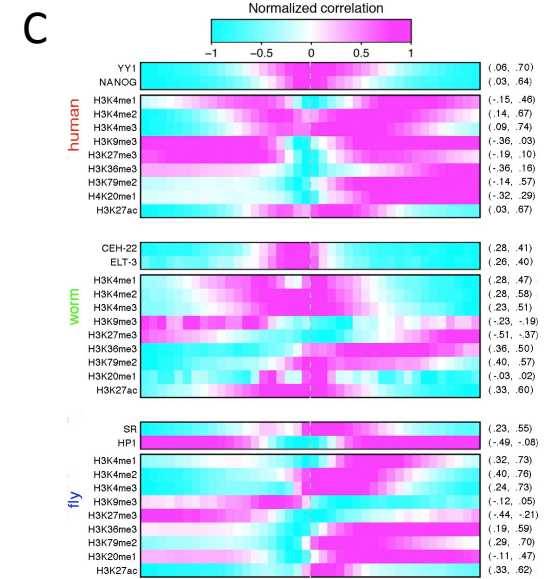 C
Normalized correlation
−1 −0.5 0 0.5 1
human
YY1 (.06, .70)
NANOG (.03, .64)
H3K4me1 (-.15, .46)
H3K4me2 (.14, .67)
H3K4me3 (.09, .74)
H3K9me3 (-.36, .03)
H3K27me3 (-.19, .10)
H3K36me3 (-.36, .16)
H3K79me2 (-.14, .57)
H4K20me1 (-.32, .29)
H3K27ac (.03, .67)
worm
CEH-22 (.28, .41)
ELT-3 (.26, .40)
H3K4me1 (.28, .47)
H3K4me2 (.28, .58)
H3K4me3 (.23, .51)
H3K9me3 (-.23, -.19)
H3K27me3 (-.51, -.37)
H3K36me3 (.36, .50)
H3K79me2 (.40, .57)
H3K20me1 (-.03, .02)
H3K27ac (.33, .60)
fly
SR (.23, .55)
HP1 (-.49, -.08)
H3K4me1 (.32, .73)
H3K4me2 (.40, .76)
H3K4me3 (.24, .73)
H3K9me3 (-.12, .05)
H3K27me3 (-.44, -.21)
H3K36me3 (.19, .59)
H3K79me2 (.29, .70)
H3K20me1 (-.11, .47)
H3K27ac (.33, .62)